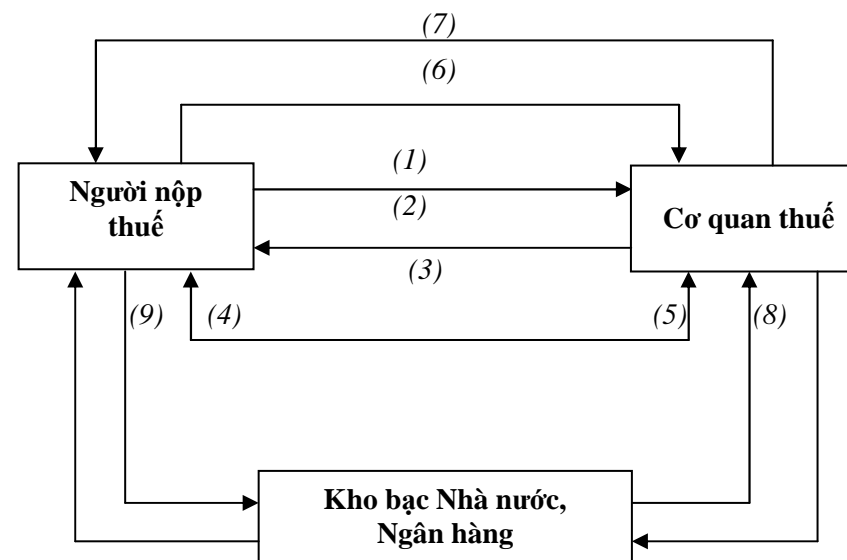 (7)
(6)
(1)
Người nộp
thuế
(2)
Cơ quan thuế
(3)
(9)
(4)
(5)
(8)
Kho bạc Nhà nước,
Ngân hàng